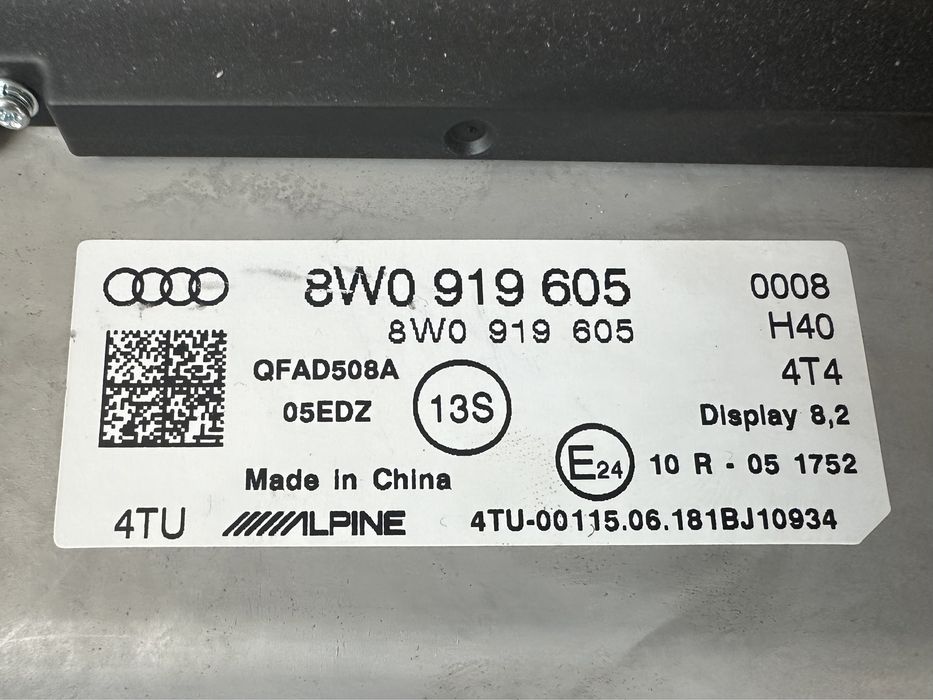 8W0 919 605 0008
8W0 919 605 H40
QFAD508A 4T4
05EDZ 13S Display 8,2
E24 10 R - 05 1752
Made in China
4TU ALPINE 4TU-00115.06.181BJ10934